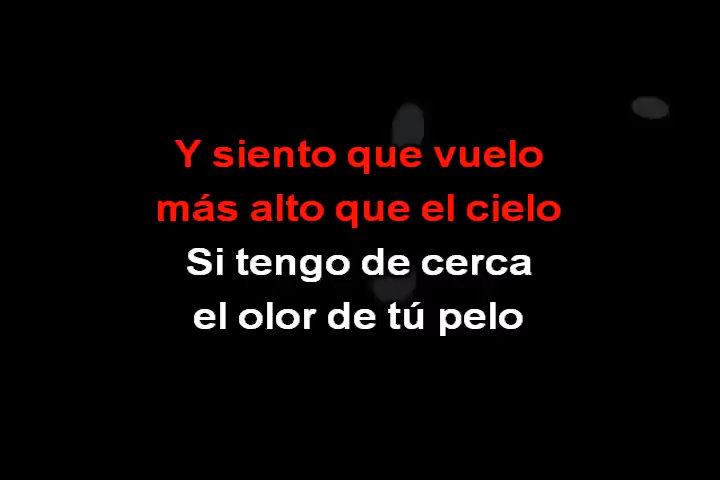 Y siento que vuelo
más alto que el cielo
Si tengo de cerca
el olor de tú pelo